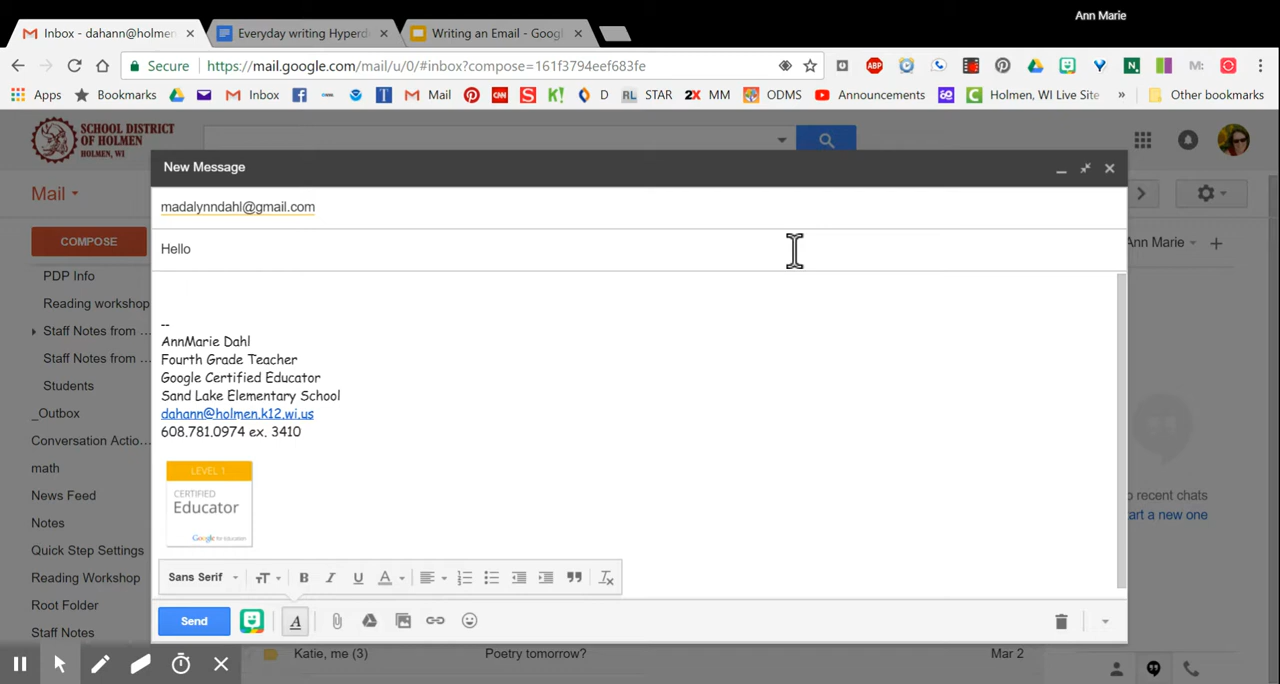 Ann Marie
Inbox - dahann@holmen
Everyday writing Hyperd
Writing an Email - Googl
Secure
https://mail.google.com/mail/u/0/#inbox?compose=161f3794eef683fe
Apps
Bookmarks
Inbox
Mail
D
STAR
MM
ODMS
Announcements
Holmen, WI Live Site
»
Other bookmarks
SCHOOL DISTRICT
OF HOLMEN
HOLMEN, WI
New Message
Mail
madalynndahl@gmail.com
COMPOSE
Hello
Ann Marie
PDP Info
Reading workshop
Staff Notes from ...
Staff Notes from ...
Students
_Outbox
Conversation Actio...
math
News Feed
Notes
Quick Step Settings
Reading Workshop
Root Folder
Staff Notes
--
AnnMarie Dahl
Fourth Grade Teacher
Google Certified Educator
Sand Lake Elementary School
dahann@holmen.k12.wi.us
608.781.0974 ex. 3410
LEVEL 1
CERTIFIED
Educator
Google for Education
o recent chats
tart a new one
Sans Serif
Send
Katie, me (3)
Poetry tomorrow?
Mar 2